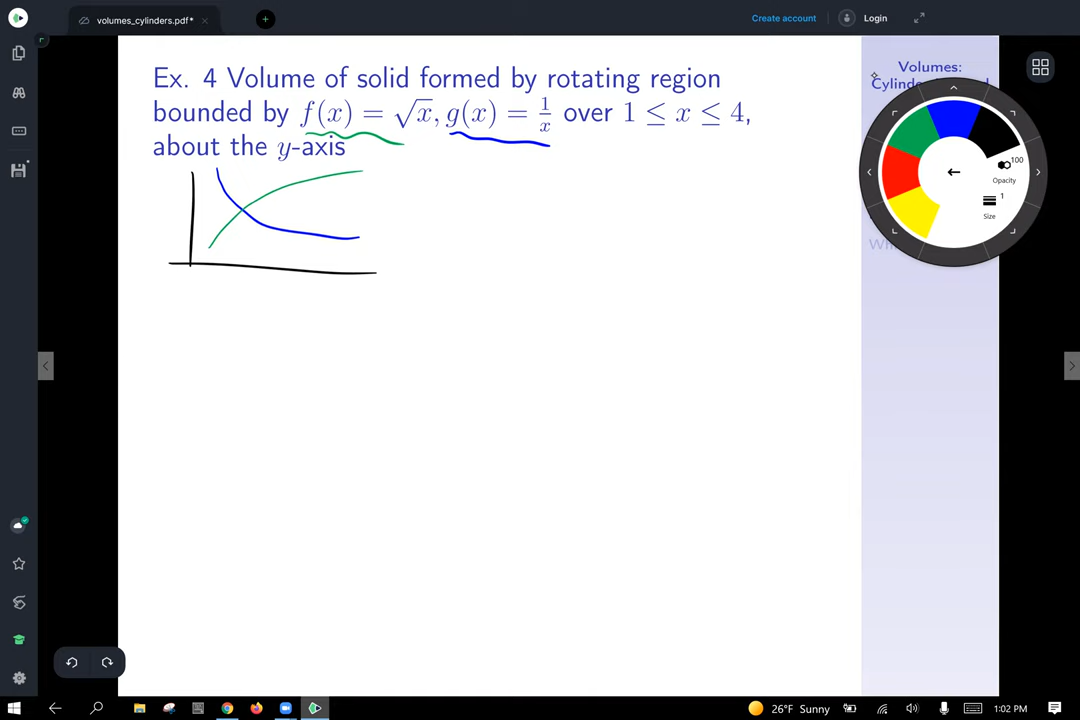 volumes_cylinders.pdf*
Create account
Login
Ex. 4 Volume of solid formed by rotating region
bounded by f(x) = √x, g(x) = 1/x over 1 ≤ x ≤ 4,
about the y-axis
Volumes:
100
Opacity
1
Size
26°F Sunny
1:02 PM